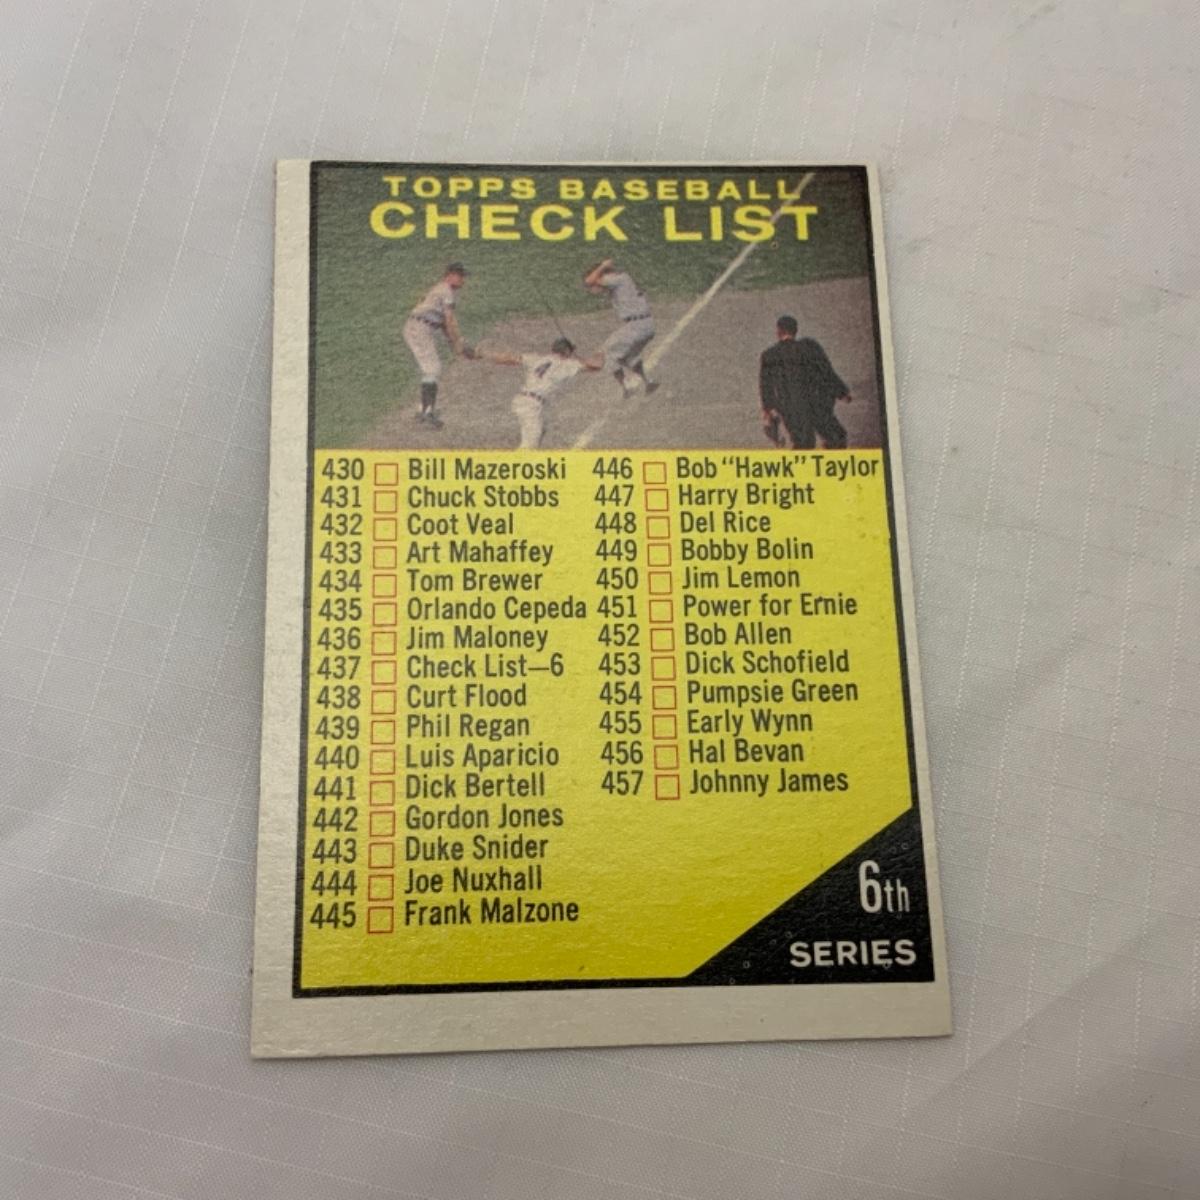 TOPPS BASEBALL
CHECK LIST
4
430 Bill Mazeroski
431 Chuck Stobbs
432 Coot Veal
433 Art Mahaffey
434 Tom Brewer
435 Orlando Cepeda
436 Jim Maloney
437 Check List—6
438 Curt Flood
439 Phil Regan
440 Luis Aparicio
441 Dick Bertell
442 Gordon Jones
443 Duke Snider
444 Joe Nuxhall
445 Frank Malzone
446 Bob "Hawk" Taylor
447 Harry Bright
448 Del Rice
449 Bobby Bolin
450 Jim Lemon
451 Power for Ernie
452 Bob Allen
453 Dick Schofield
454 Pumpsie Green
455 Early Wynn
456 Hal Bevan
457 Johnny James
6th
SERIES